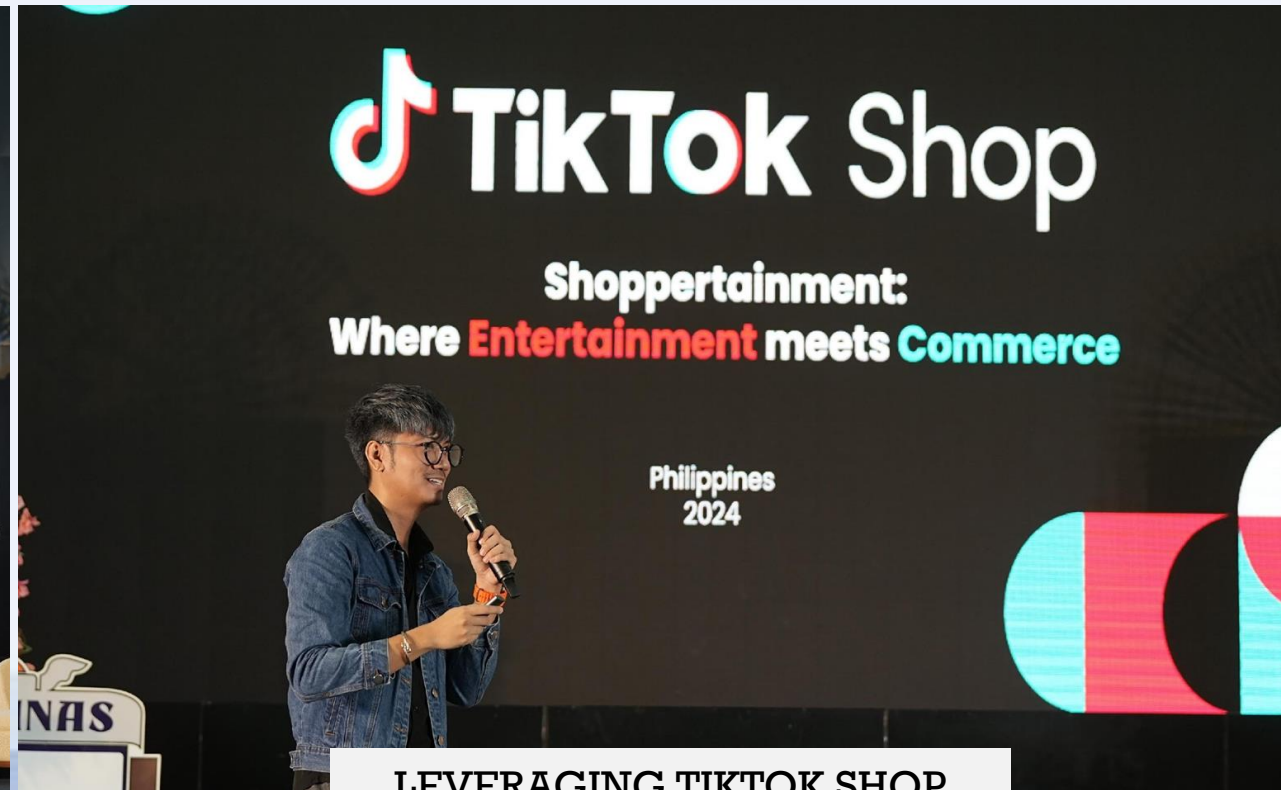 TikTok Shop
Shoppertainment:
Where Entertainment meets Commerce
Philippines
2024
INAS
LEVERAGING TIKTOK SHOP